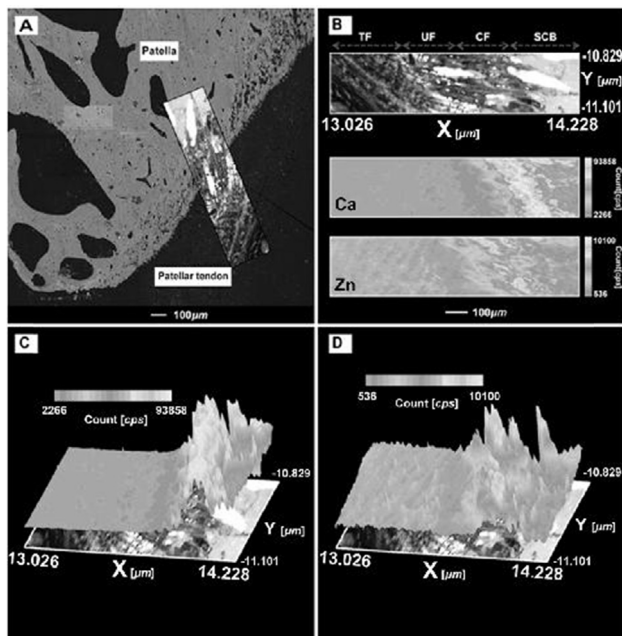 A
Patella
Patellar tendon
100μm
B
TF UF CF SCB
-10.829
Y [μm]
-11.101
13.026 X [μm] 14.228
Ca
93858
Count[cps]
2266
Zn
10100
Count[cps]
536
100μm
C
2266 93858
Count [cps]
-10.829
Y [μm]
-11.101
13.026 X [μm] 14.228
D
536 10100
Count [cps]
-10.829
Y [μm]
-11.101
13.026 X [μm] 14.228